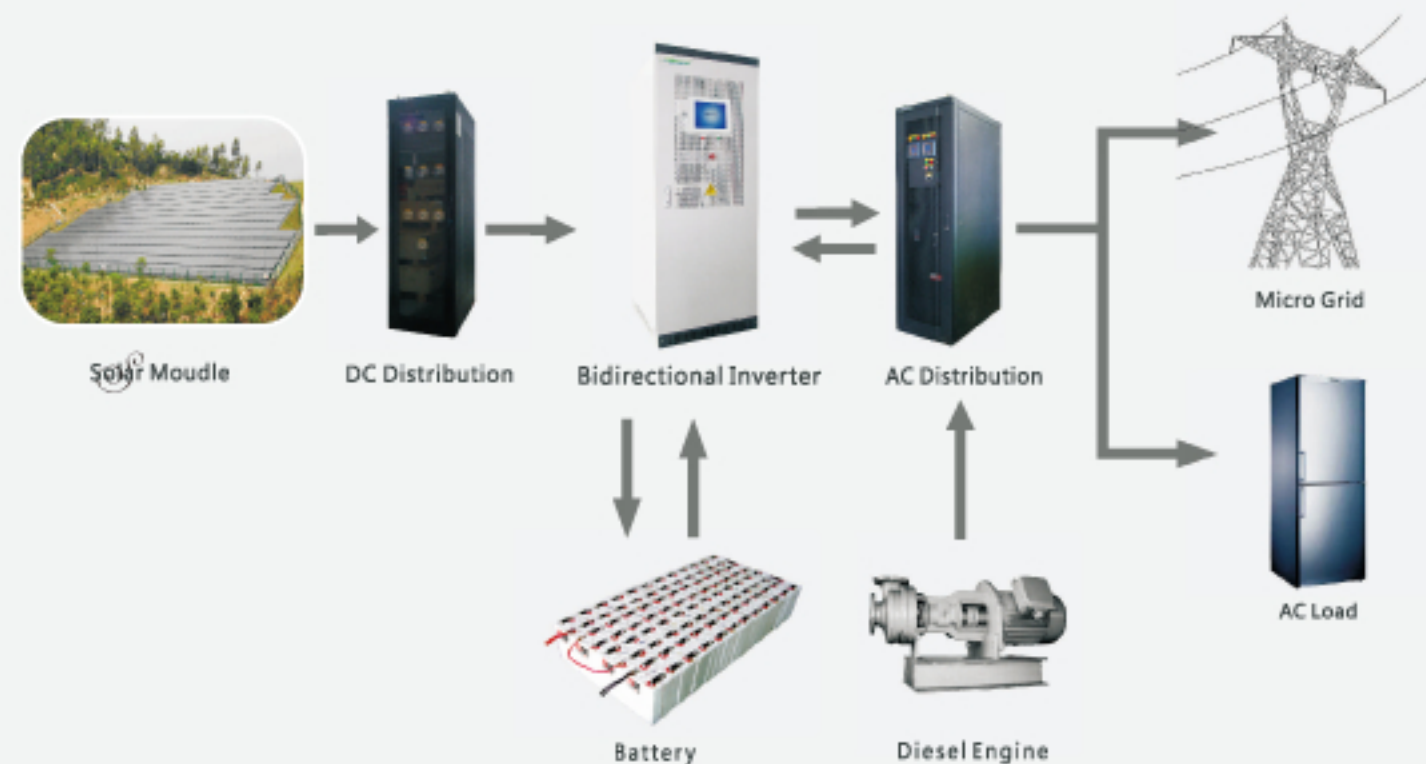 Micro Grid
Solar Moudle
DC Distribution
Bidirectional Inverter
AC Distribution
AC Load
Battery
Diesel Engine